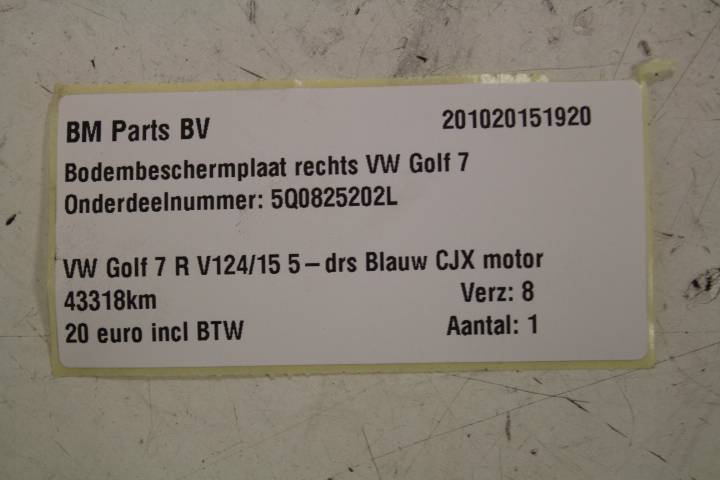 BM Parts BV 201020151920
Bodembeschermplaat rechts VW Golf 7
Onderdeelnummer: 5Q0825202L
VW Golf 7 R V124/15 5-drs Blauw CJX motor
43318km Verz: 8
20 euro incl BTW Aantal: 1